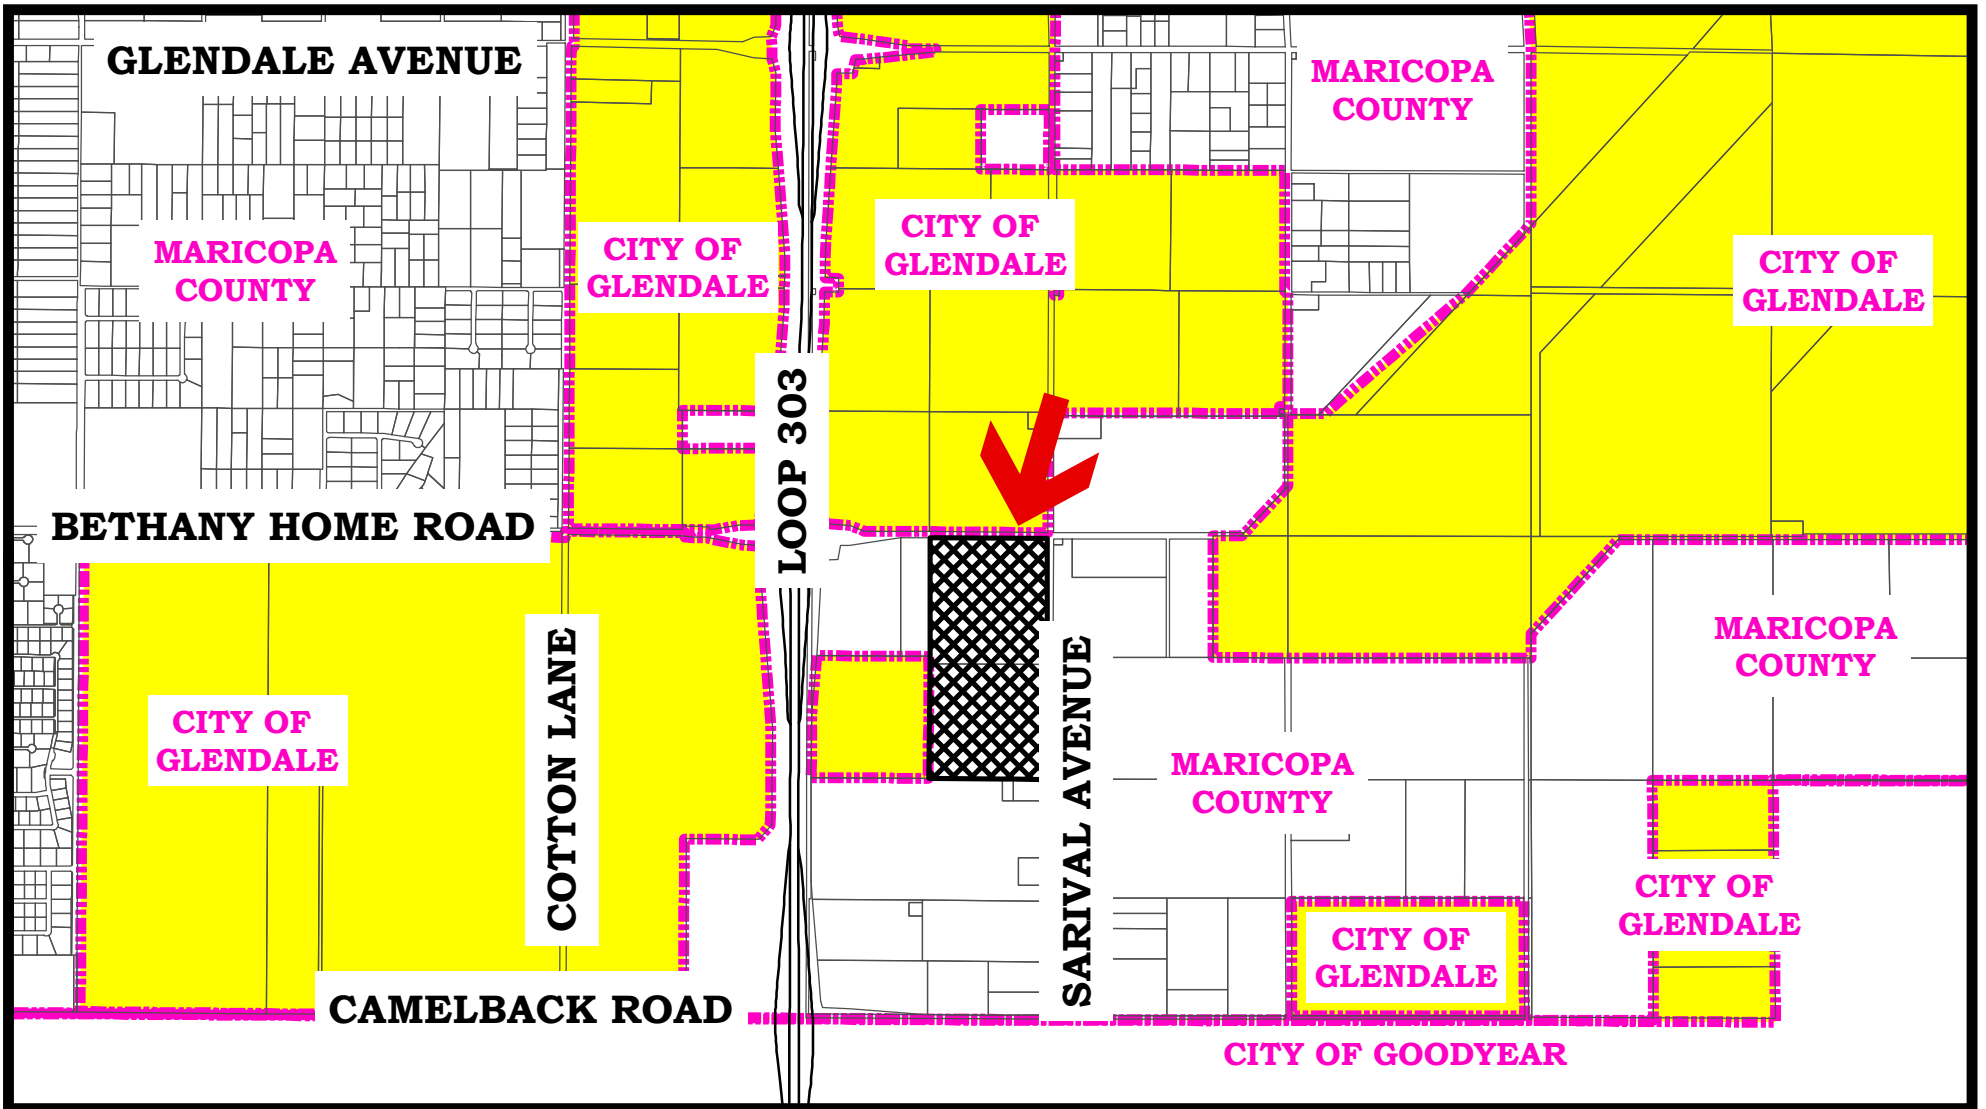 GLENDALE AVENUE
MARICOPA
COUNTY
MARICOPA
COUNTY
CITY OF
GLENDALE
CITY OF
GLENDALE
CITY OF
GLENDALE
LOOP 303
BETHANY HOME ROAD
MARICOPA
COUNTY
CITY OF
GLENDALE
COTTON LANE
SARIVAL AVENUE
MARICOPA
COUNTY
CITY OF
GLENDALE
CITY OF
GLENDALE
CAMELBACK ROAD
CITY OF GOODYEAR